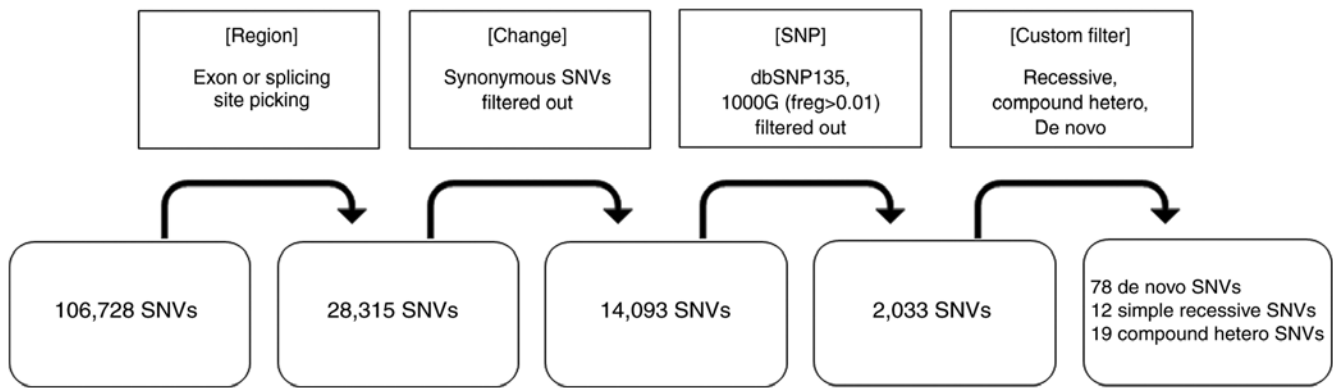 [Region]
Exon or splicing
site picking
[Change]
Synonymous SNVs
filtered out
[SNP]
dbSNP135,
1000G (freg>0.01)
filtered out
[Custom filter]
Recessive,
compound hetero,
De novo
106,728 SNVs
28,315 SNVs
14,093 SNVs
2,033 SNVs
78 de novo SNVs
12 simple recessive SNVs
19 compound hetero SNVs